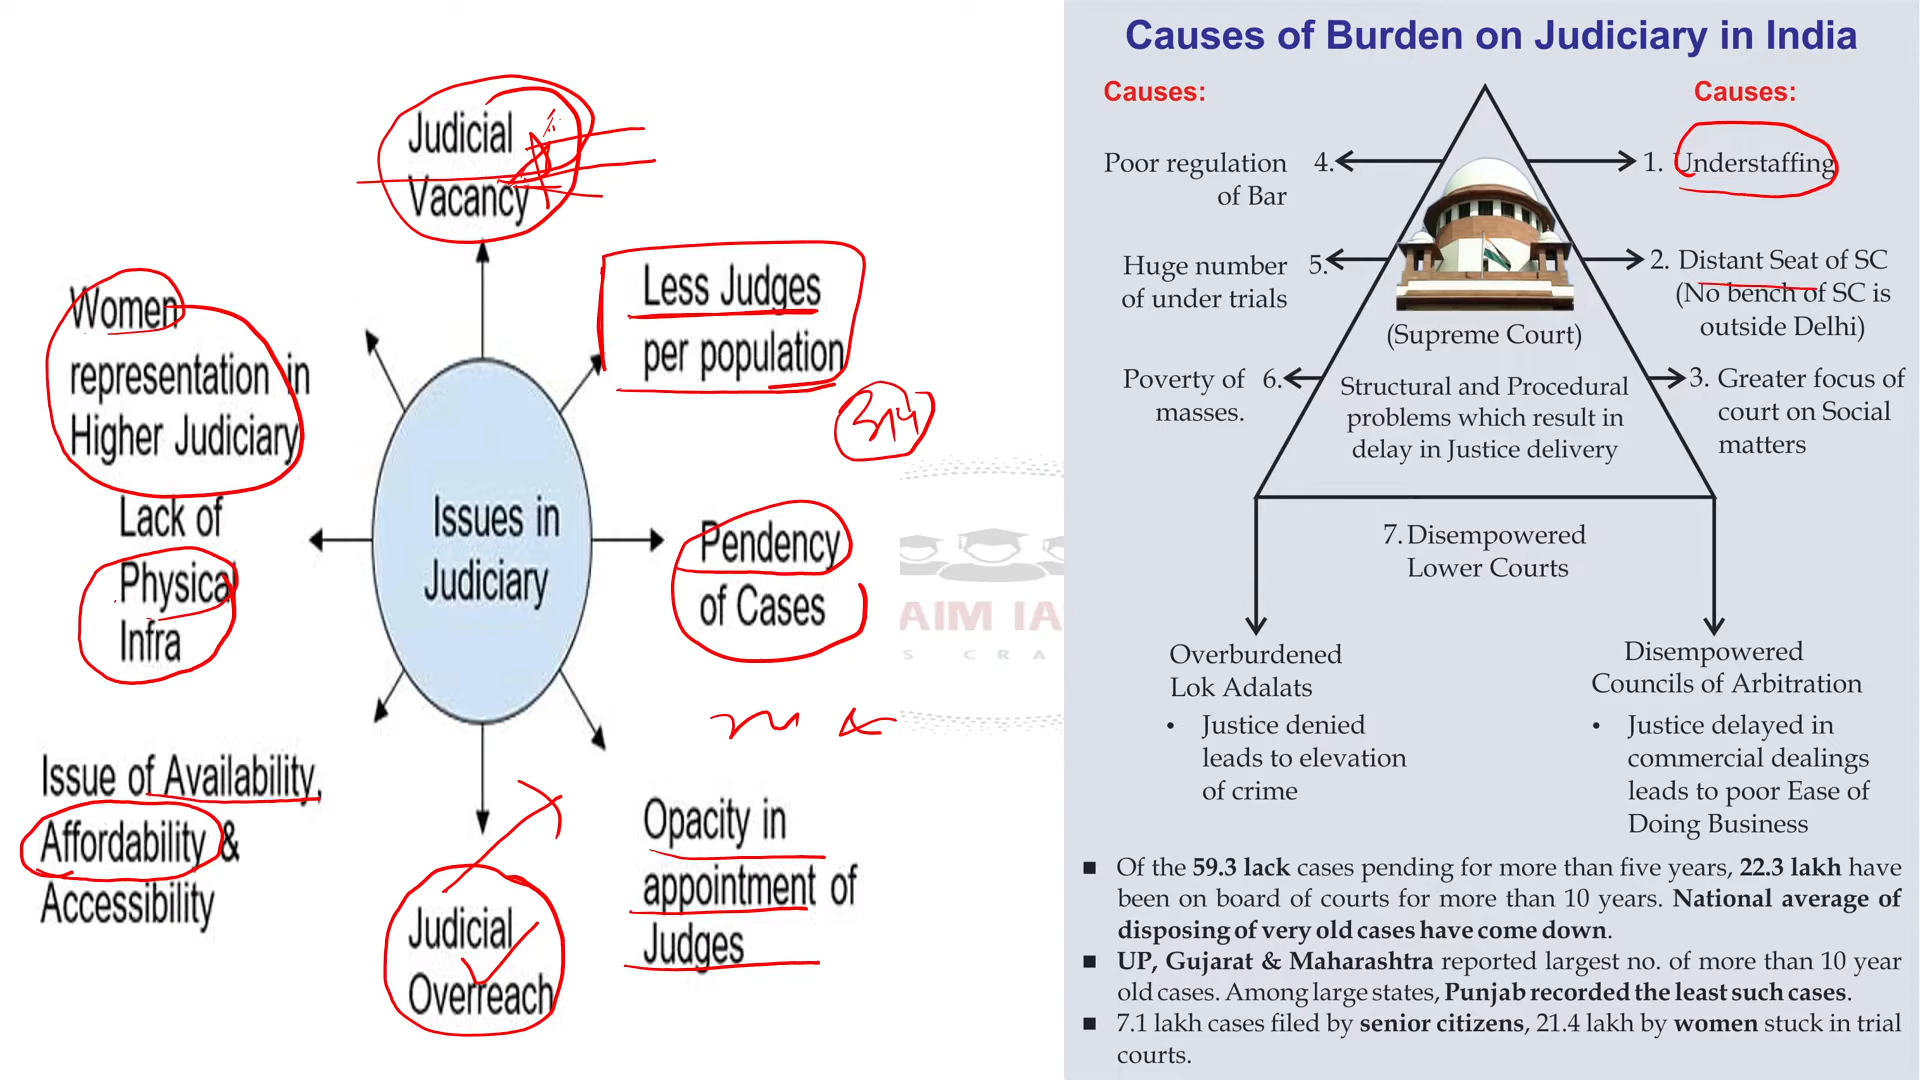 Judicial
Vacancy
Less Judges
per population
Women
representation in
Higher Judiciary
Lack of
Physical
Infra
Issues in
Judiciary
Pendency
of Cases
Issue of Availability,
Affordability &
Accessibility
Judicial
Overreach
Opacity in
appointment of
Judges
AIM IA
S C R A
Causes of Burden on Judiciary in India
Causes:
Causes:
Poor regulation 4.
of Bar
Huge number 5.
of under trials
Poverty of 6.
masses.
1. Understaffing
2. Distant Seat of SC
(No bench of SC is
outside Delhi)
3. Greater focus of
court on Social
matters
(Supreme Court)
Structural and Procedural
problems which result in
delay in Justice delivery
7. Disempowered
Lower Courts
Overburdened
Lok Adalats
• Justice denied
leads to elevation
of crime
Disempowered
Councils of Arbitration
• Justice delayed in
commercial dealings
leads to poor Ease of
Doing Business
■ Of the 59.3 lack cases pending for more than five years, 22.3 lakh have
been on board of courts for more than 10 years. National average of
disposing of very old cases have come down.
■ UP, Gujarat & Maharashtra reported largest no. of more than 10 year
old cases. Among large states, Punjab recorded the least such cases.
■ 7.1 lakh cases filed by senior citizens, 21.4 lakh by women stuck in trial
courts.